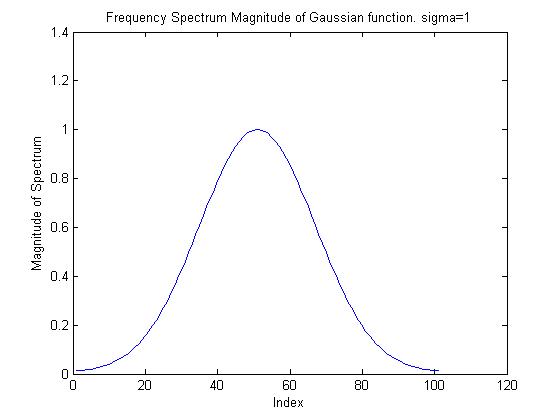 Frequency Spectrum Magnitude of Gaussian function. sigma=1
1.4
1.2
1
0.8
0.6
0.4
0.2
0
Magnitude of Spectrum
0 20 40 60 80 100 120
Index